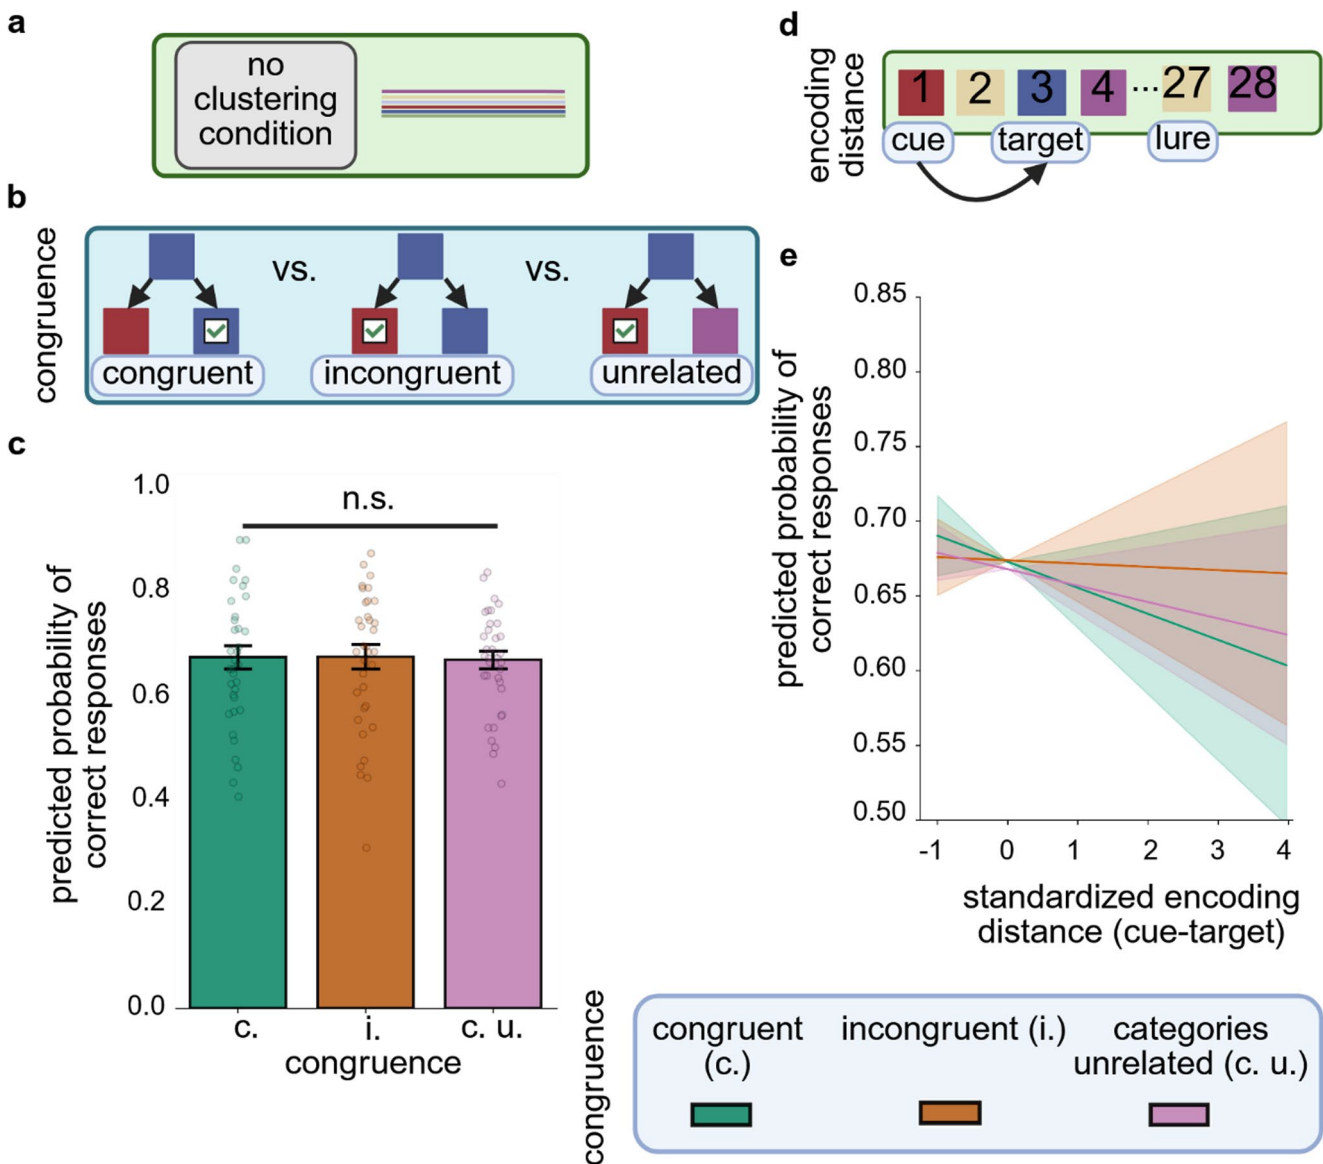 a
no
clustering
condition
b
congruence
vs.
vs.
congruent
incongruent
unrelated
c
n.s.
1.0
0.8
0.6
0.4
0.2
0.0
predicted probability of
correct responses
c.
i.
c. u.
congruence
d
encoding
distance
1
2
3
4
...
27
28
cue
target
lure
e
0.85
0.80
0.75
0.70
0.65
0.60
0.55
0.50
predicted probability of
correct responses
-1
0
1
2
3
4
standardized encoding
distance (cue-target)
congruence
congruent
(c.)
incongruent (i.)
categories
unrelated (c. u.)